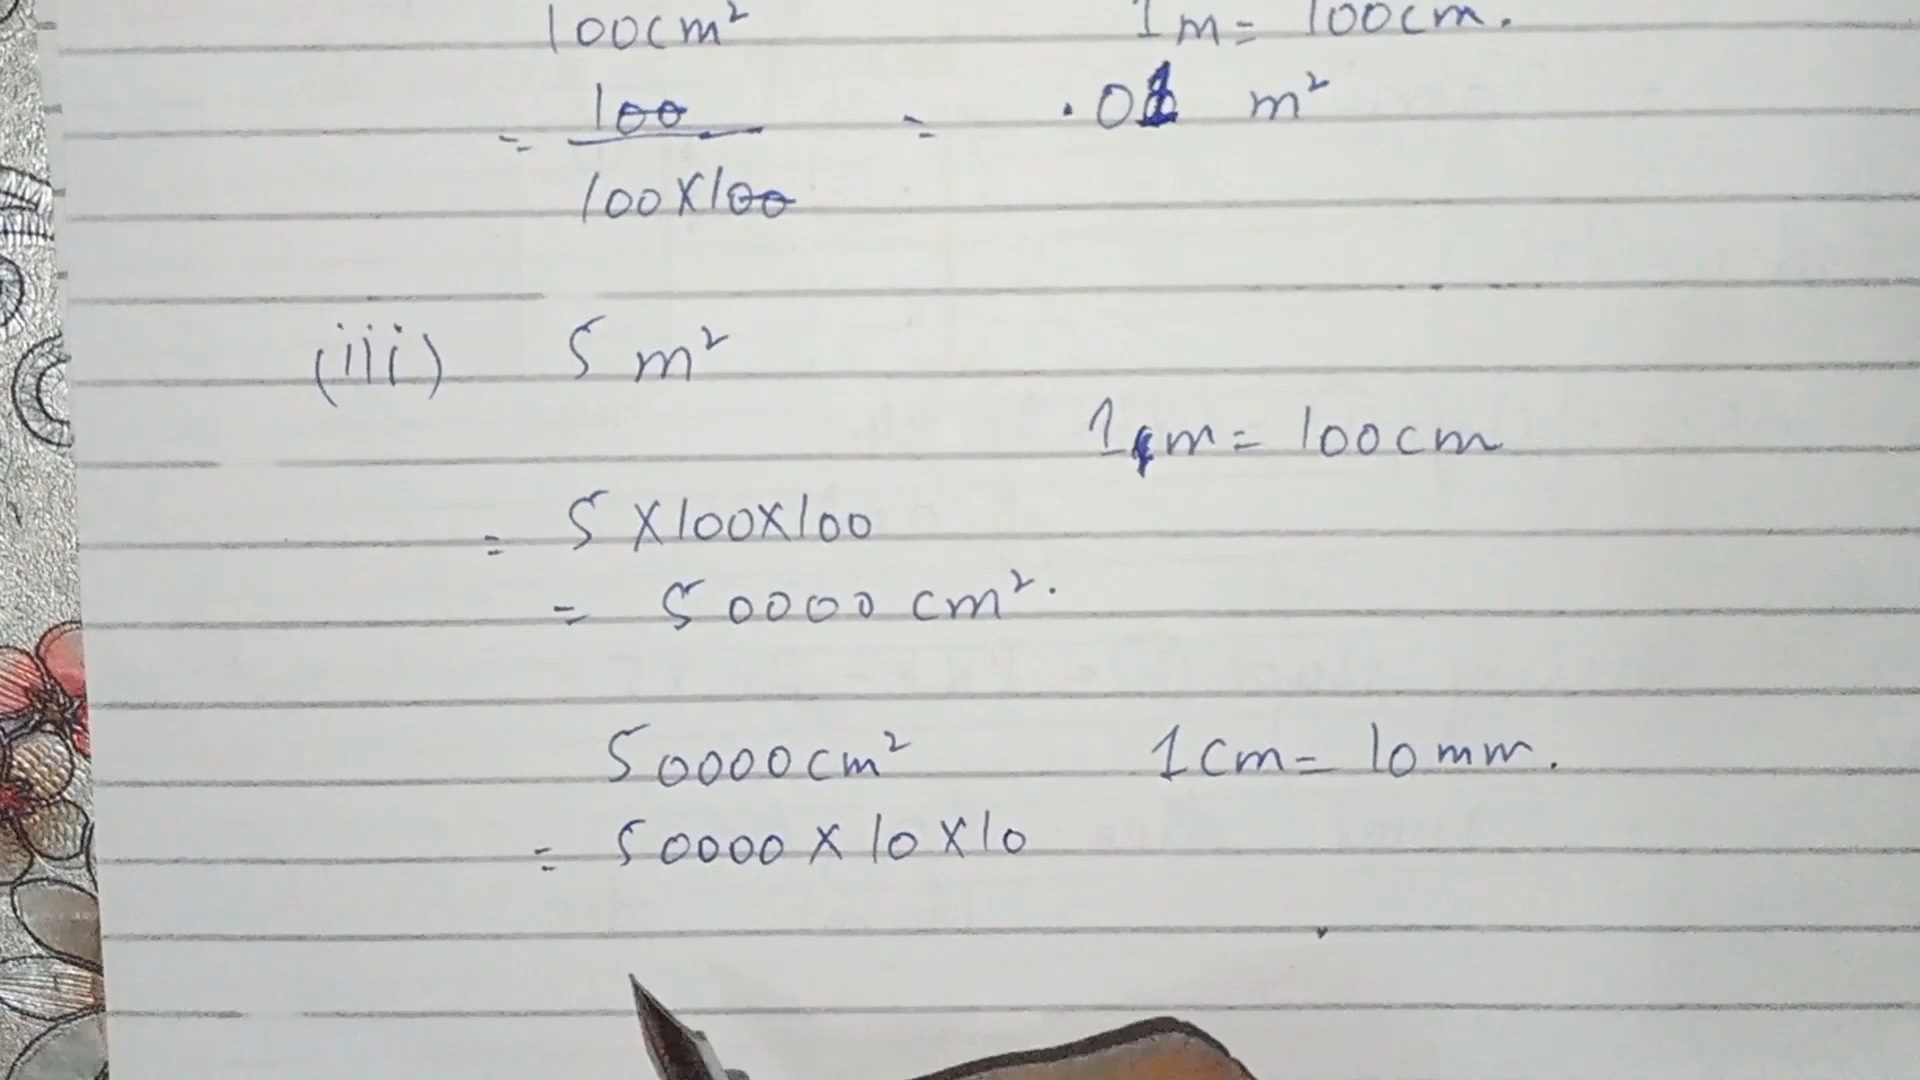 100cm² 1m = 100cm.
= 100/100×100 = .01 m²
(iii) 5 m²
1 m = 100cm
= 5×100×100
= 50000 cm².
50000cm² 1cm = 10mm.
= 50000×10×10